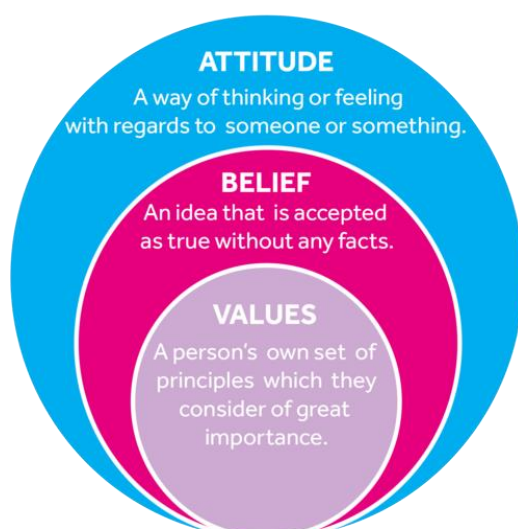 ATTITUDE
A way of thinking or feeling
with regards to someone or something.
BELIEF
An idea that is accepted
as true without any facts.
VALUES
A person's own set of
principles which they
consider of great
importance.